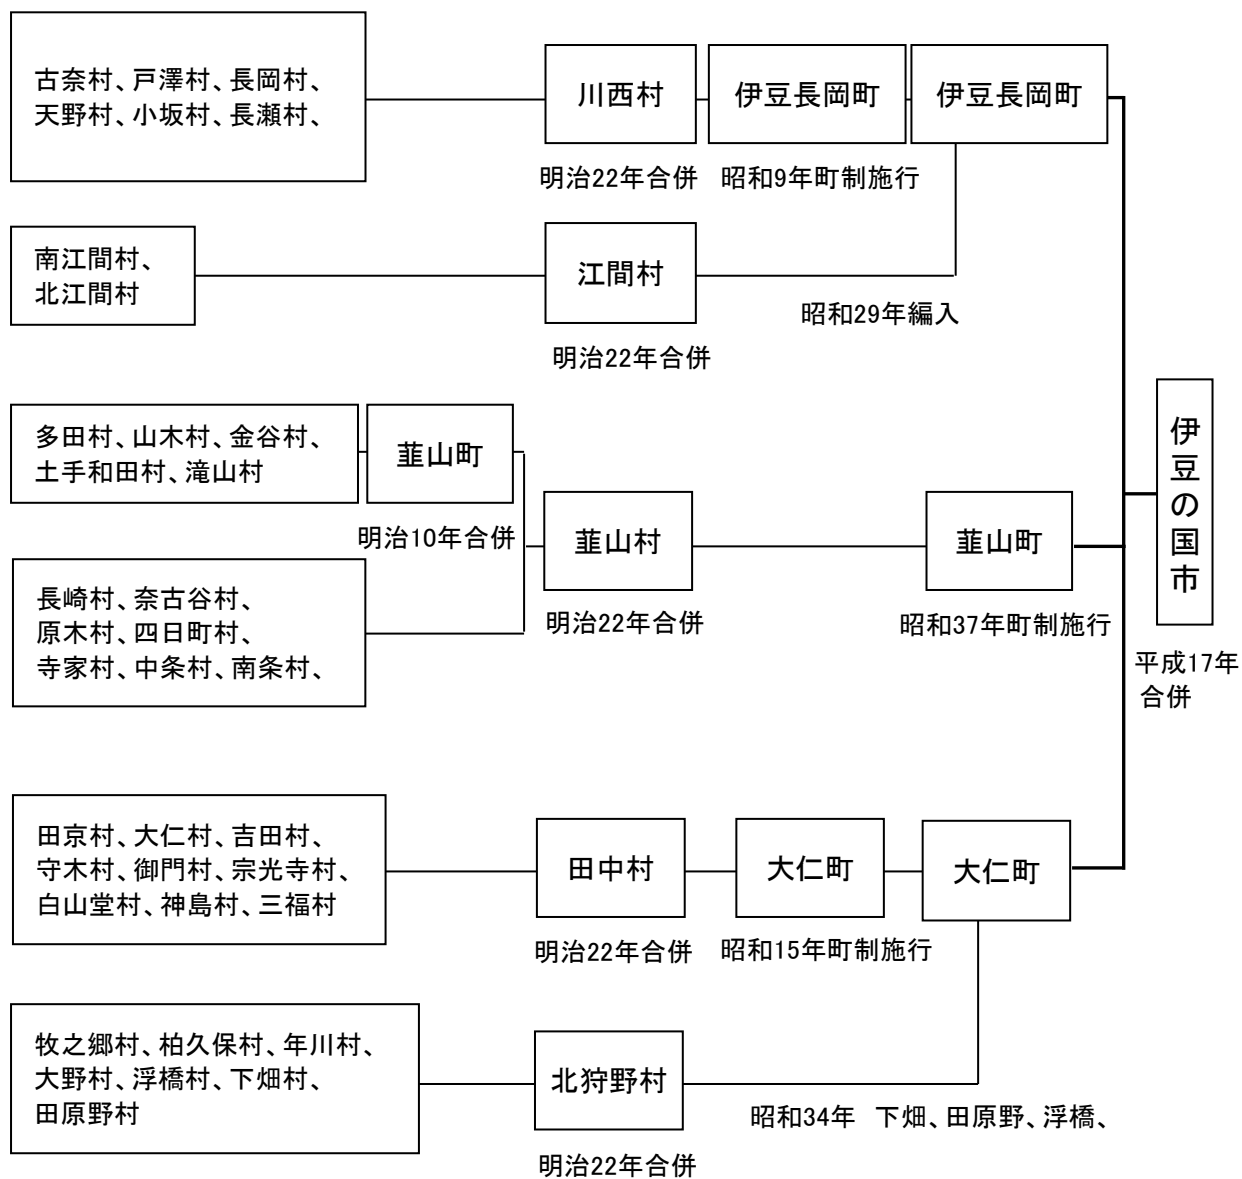 古奈村、戸澤村、長岡村、
天野村、小坂村、長瀬村、
川西村
伊豆長岡町
伊豆長岡町
明治22年合併
昭和9年町制施行
南江間村、
北江間村
江間村
昭和29年編入
明治22年合併
多田村、山木村、金谷村、
土手和田村、滝山村
韮山町
明治10年合併
長崎村、奈古谷村、
原木村、四日町村、
寺家村、中条村、南条村、
韮山村
明治22年合併
韮山町
昭和37年町制施行
伊豆の国市
平成17年
合併
田京村、大仁村、吉田村、
守木村、御門村、宗光寺村、
白山堂村、神島村、三福村
田中村
大仁町
大仁町
明治22年合併
昭和15年町制施行
牧之郷村、柏久保村、年川村、
大野村、浮橋村、下畑村、
田原野村
北狩野村
昭和34年 下畑、田原野、浮橋、
明治22年合併